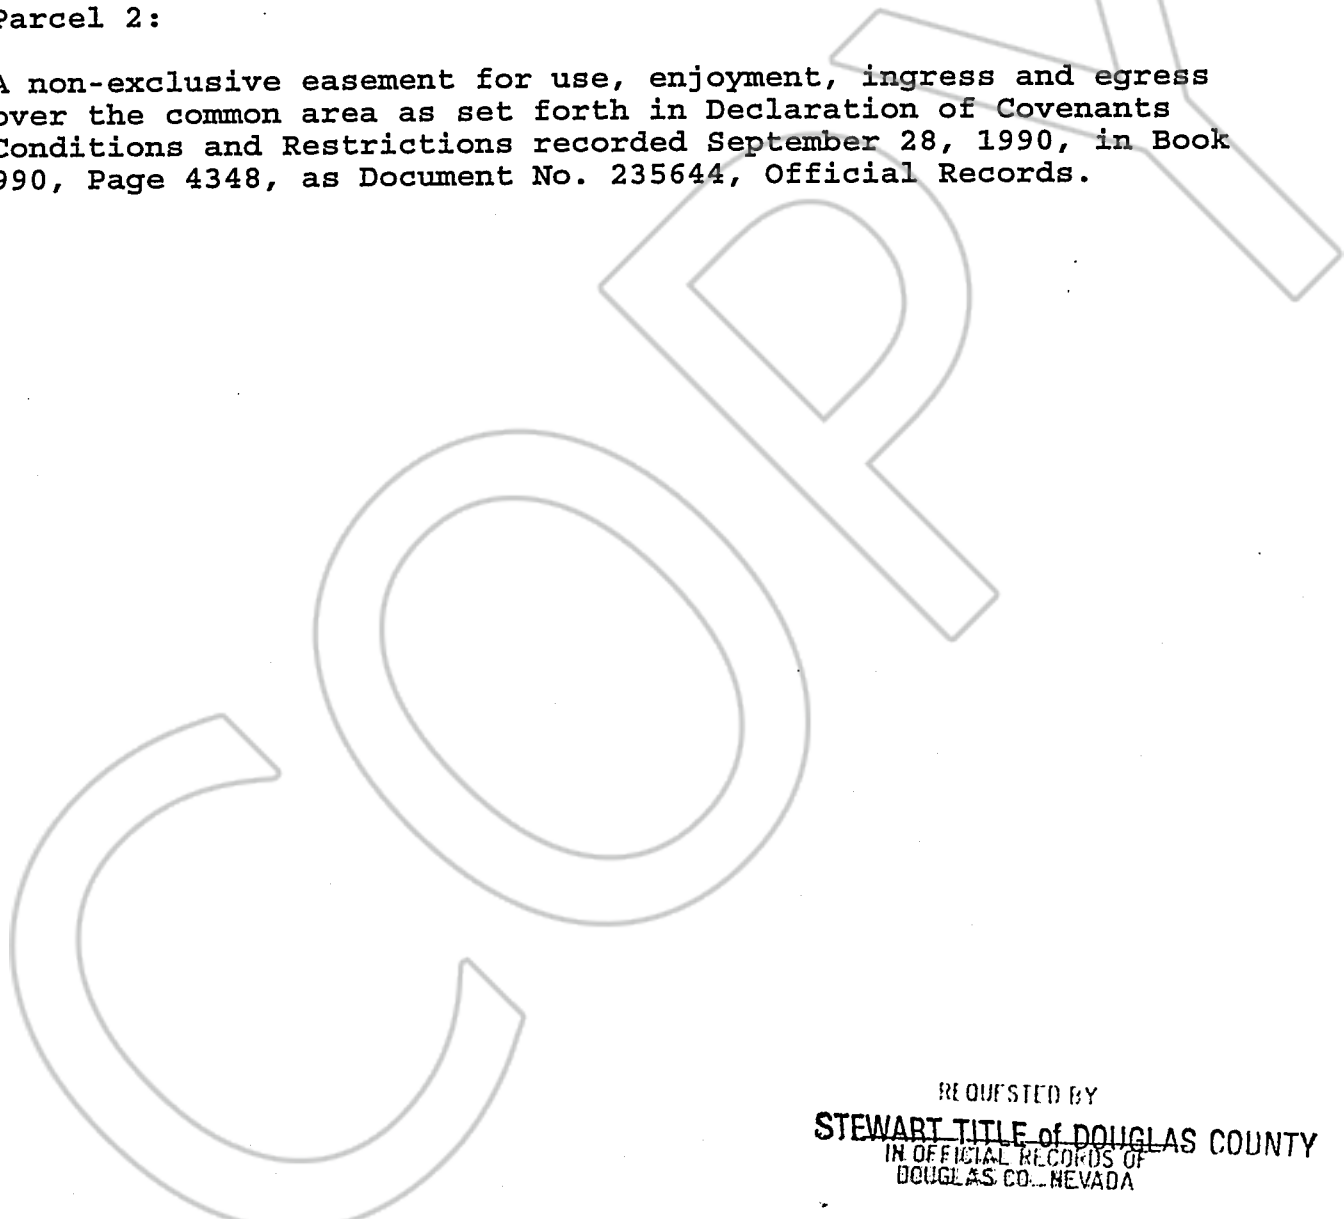 Parcel 2:
A non-exclusive easement for use, enjoyment, ingress and egress
over the common area as set forth in Declaration of Covenants
Conditions and Restrictions recorded September 28, 1990, in Book
990, Page 4348, as Document No. 235644, Official Records.
COPY
REQUESTED BY
STEWART TITLE of DOUGLAS COUNTY
IN OFFICIAL RECORDS OF
DOUGLAS CO., NEVADA